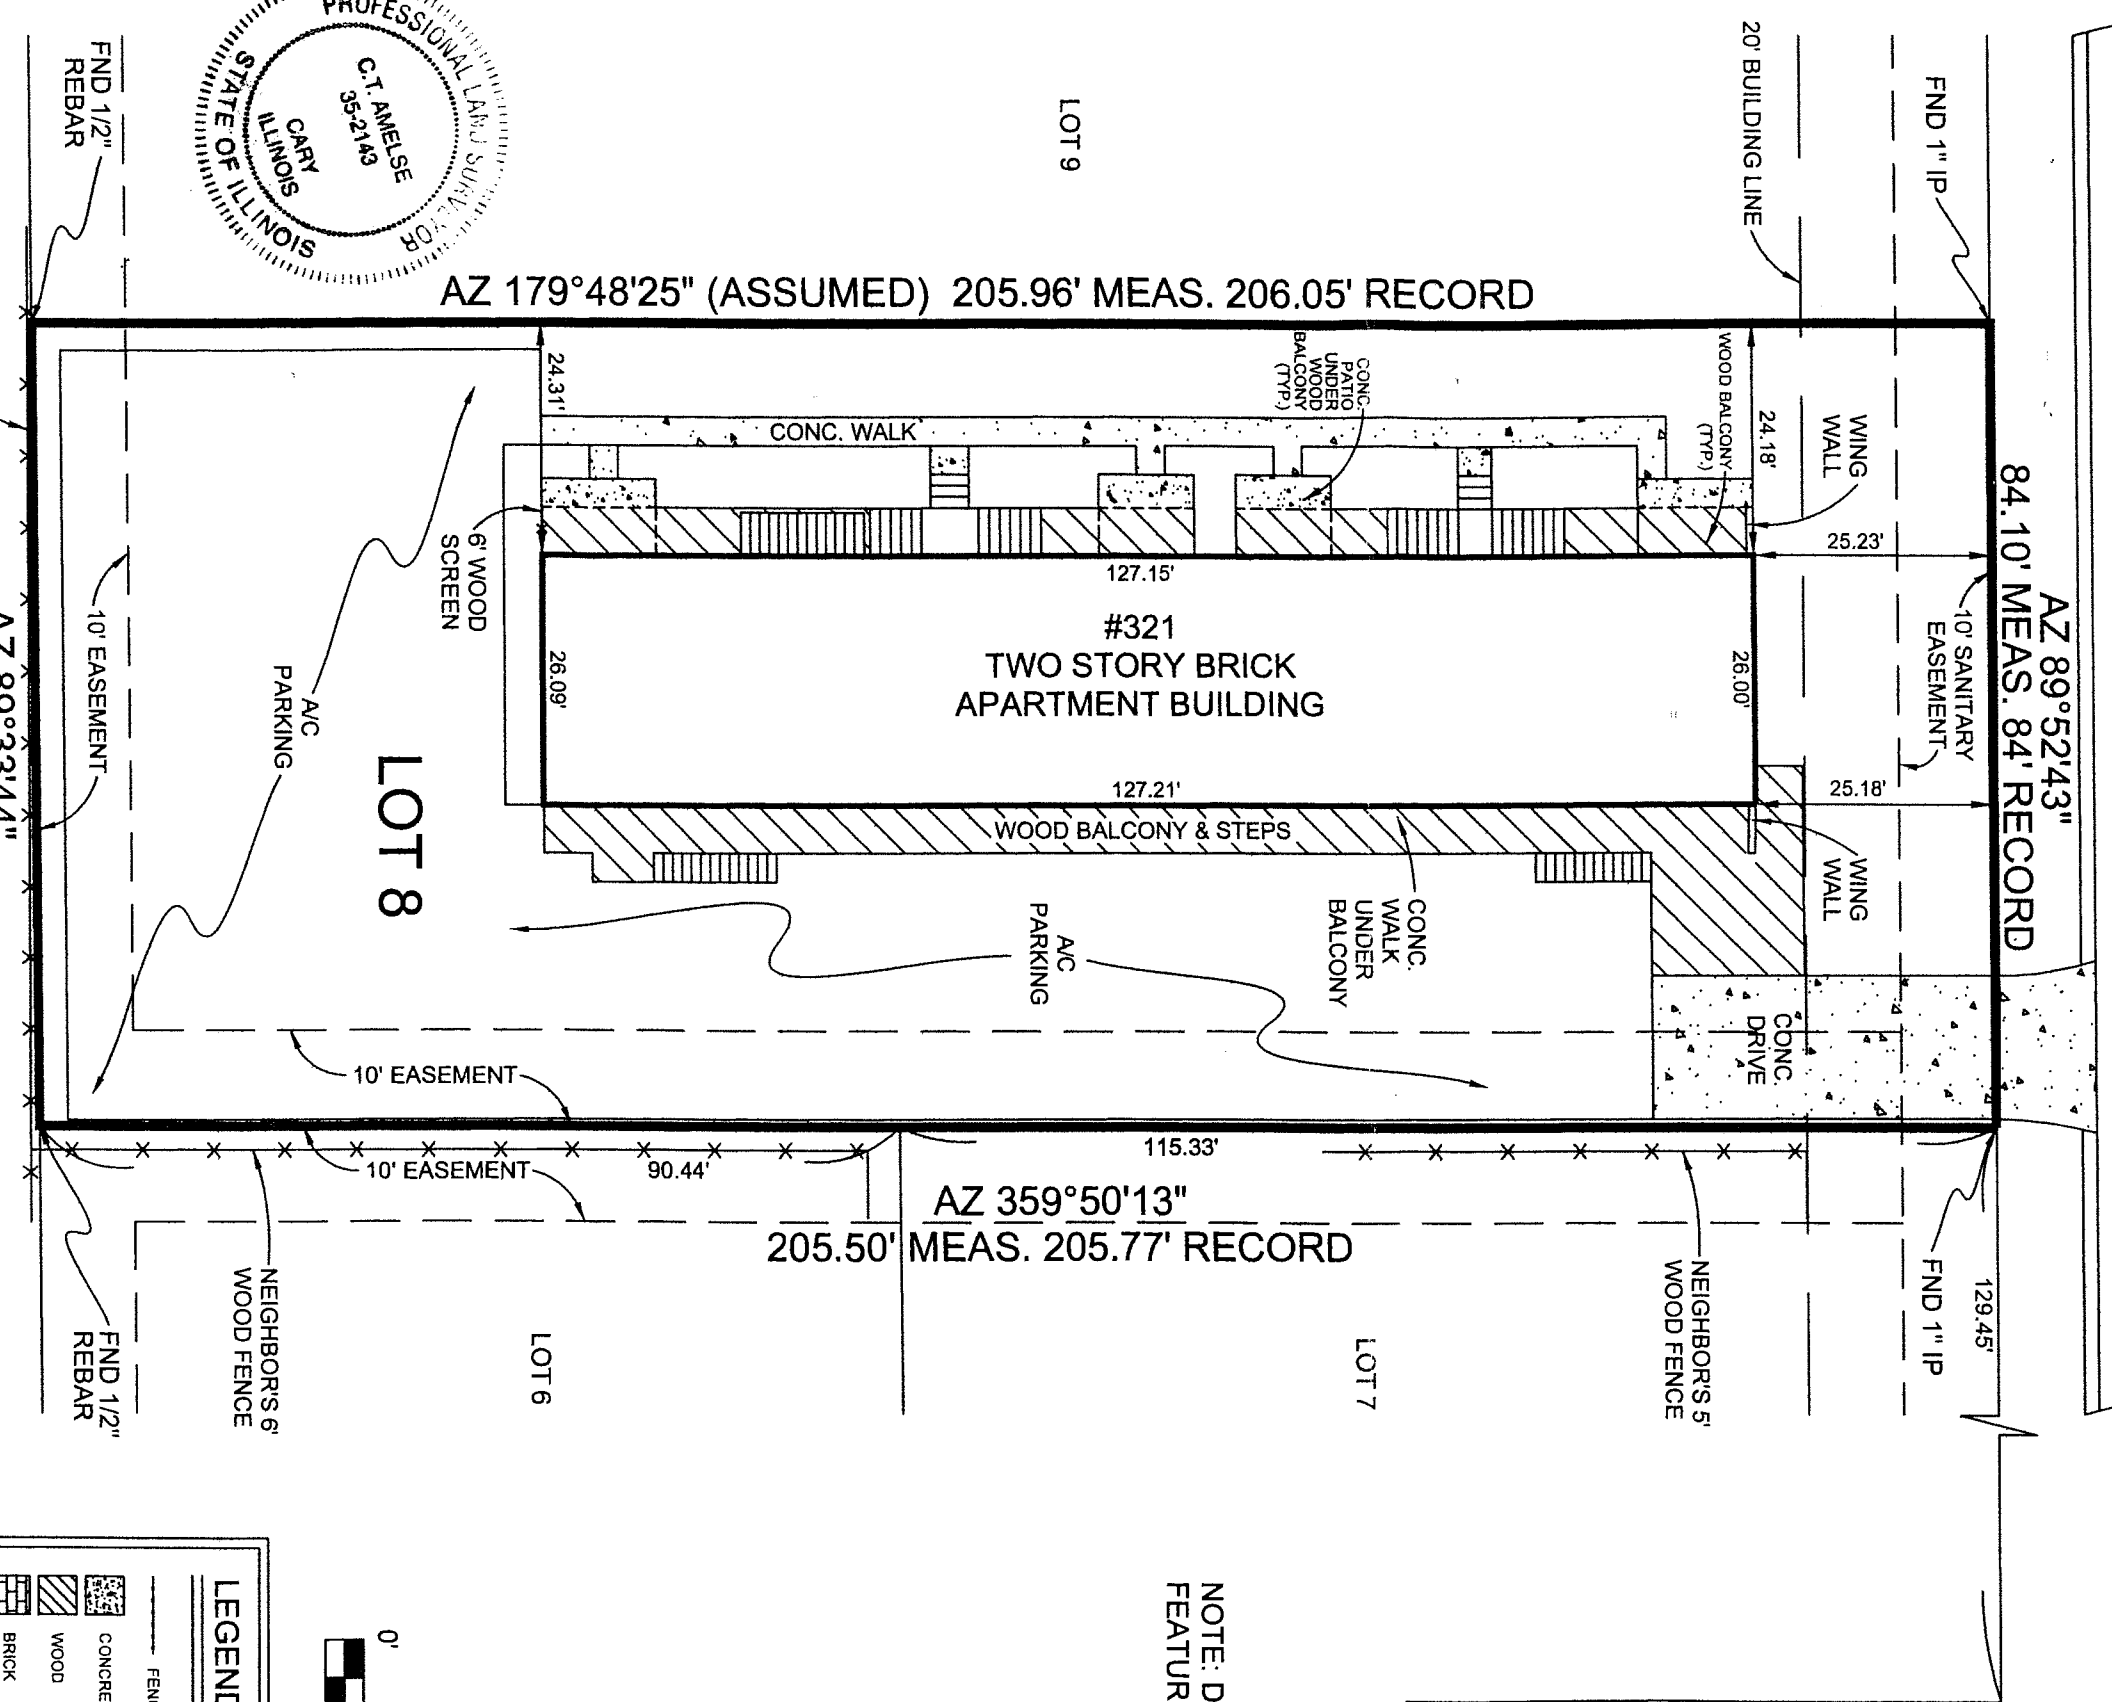 PROFESSIONAL LAND SURVEYOR
STATE OF ILLINOIS
C.T. AMELSE
35-2143
CARY
ILLINOIS
FND 1/2"
REBAR
LOT 9
20' BUILDING LINE
FND 1" IP
AZ 179°48'25" (ASSUMED) 205.96' MEAS. 206.05' RECORD
24.31'
CONC. WALK
CONC.
PATIO
UNDER
WOOD
BALCONY
(TYP.)
WOOD BALCONY
(TYP.)
24.18'
WING
WALL
25.23'
6' WOOD
SCREEN
127.15'
#321
TWO STORY BRICK
APARTMENT BUILDING
26.09'
26.00'
127.21'
10' SANITARY
EASEMENT
AZ 89°52'43"
84.10' MEAS. 84' RECORD
25.18'
WING
WALL
10' EASEMENT
A/C
PARKING
LOT 8
WOOD BALCONY & STEPS
CONC.
WALK
UNDER
BALCONY
A/C
PARKING
CONC.
DRIVE
10' EASEMENT
AZ 89°33'44"
10' EASEMENT
90.44'
115.33'
AZ 359°50'13"
205.50' MEAS. 205.77' RECORD
FND 1/2"
REBAR
NEIGHBOR'S 6'
WOOD FENCE
LOT 6
LOT 7
NEIGHBOR'S 5'
WOOD FENCE
FND 1" IP
129.45'
NOTE: D
FEATUR
LEGEND
FEN
CONCRE
WOOD
BRICK
0'